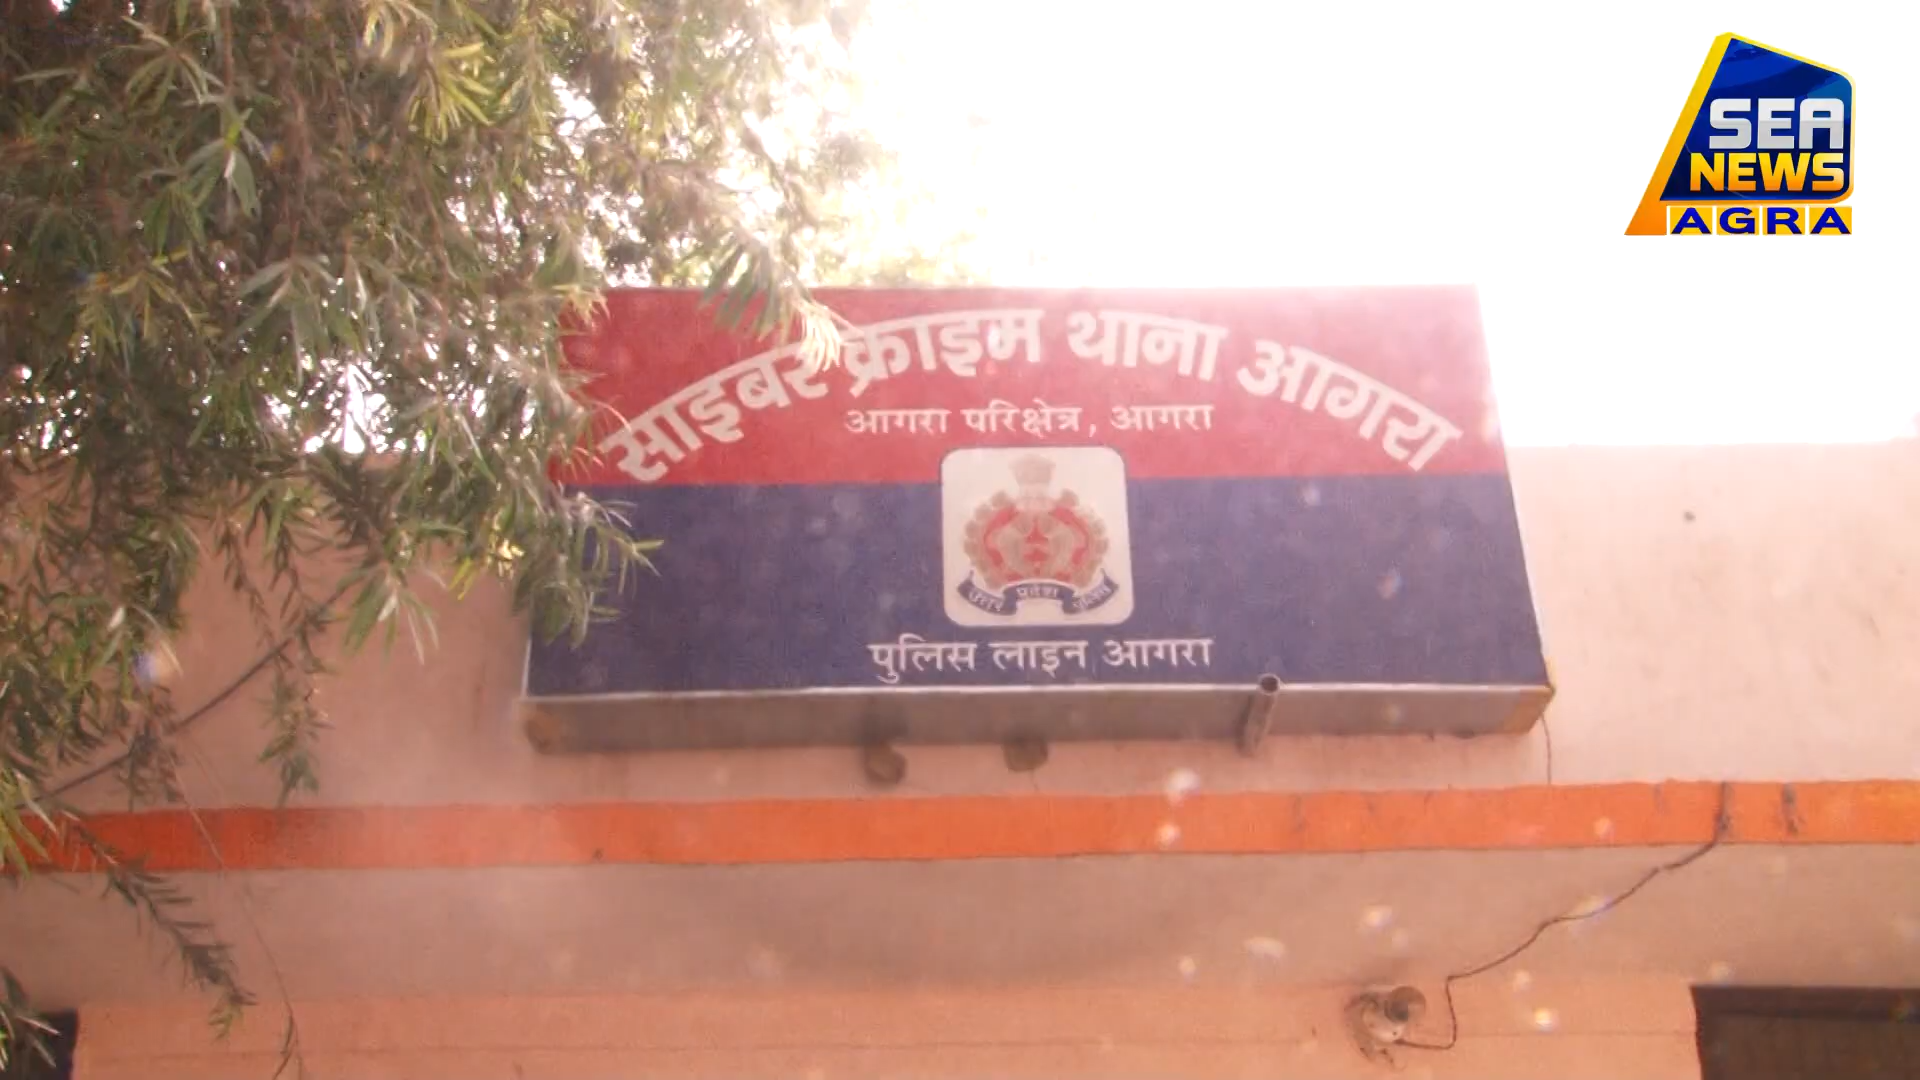 SEA
NEWS
AGRA
साइबर क्राइम थाना आगरा
आगरा परिक्षेत्र, आगरा
उत्तर प्रदेश पुलिस
पुलिस लाइन आगरा